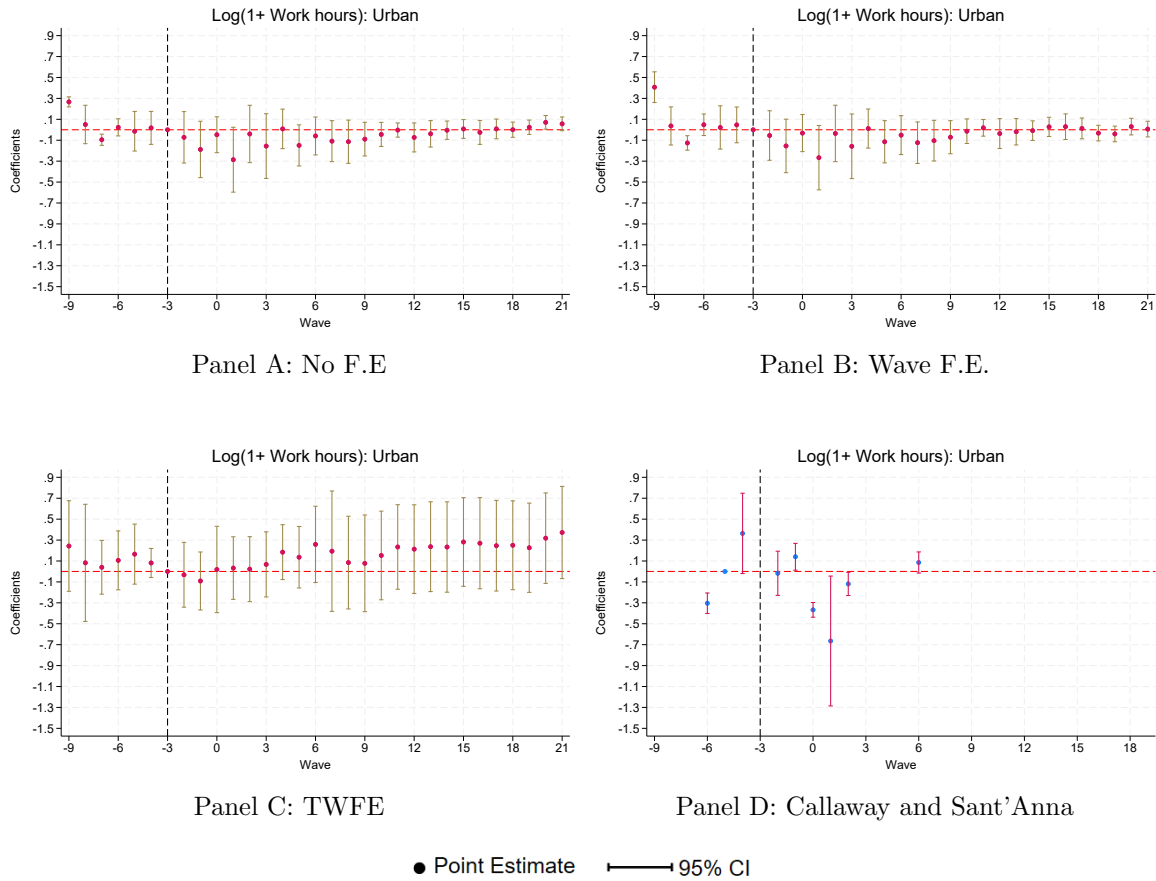 Log(1+ Work hours): Urban
.9
.7
.5
.3
.1
-.1
-.3
-.5
-.7
-.9
-1.1
-1.3
-1.5
Coefficients
-9 -6 -3 0 3 6 9 12 15 18 21
Wave
Panel A: No F.E
Log(1+ Work hours): Urban
.9
.7
.5
.3
.1
-.1
-.3
-.5
-.7
-.9
-1.1
-1.3
-1.5
Coefficients
-9 -6 -3 0 3 6 9 12 15 18 21
Wave
Panel B: Wave F.E.
Log(1+ Work hours): Urban
.9
.7
.5
.3
.1
-.1
-.3
-.5
-.7
-.9
-1.1
-1.3
-1.5
Coefficients
-9 -6 -3 0 3 6 9 12 15 18 21
Wave
Panel C: TWFE
Log(1+ Work hours): Urban
.9
.7
.5
.3
.1
-.1
-.3
-.5
-.7
-.9
-1.1
-1.3
-1.5
Coefficients
-9 -6 -3 0 3 6 9 12 15 18
Wave
Panel D: Callaway and Sant'Anna
Point Estimate 95% CI